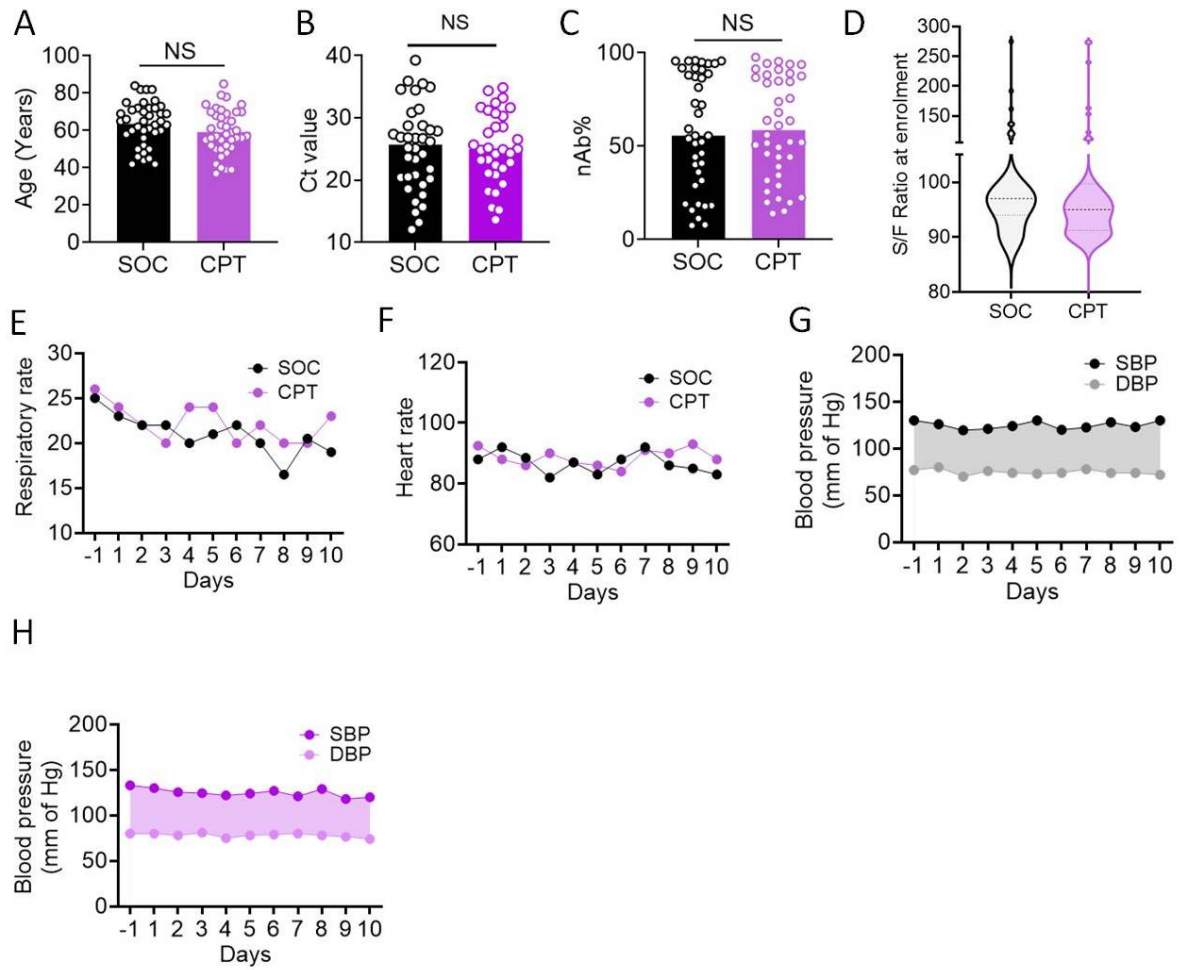 A
NS
Age (Years)
100
80
60
40
20
0
SOC CPT
B
NS
Ct value
40
30
20
10
SOC CPT
C
NS
nAb%
100
50
0
SOC CPT
D
S/F Ratio at enrolment
300
250
200
150
100
90
80
SOC CPT
E
Respiratory rate
30
25
20
15
10
SOC
CPT
-1 1 2 3 4 5 6 7 8 9 10
Days
F
Heart rate
120
100
80
60
SOC
CPT
-1 1 2 3 4 5 6 7 8 9 10
Days
G
Blood pressure
(mm of Hg)
200
150
100
50
0
SBP
DBP
-1 1 2 3 4 5 6 7 8 9 10
Days
H
Blood pressure
(mm of Hg)
200
150
100
50
0
SBP
DBP
-1 1 2 3 4 5 6 7 8 9 10
Days